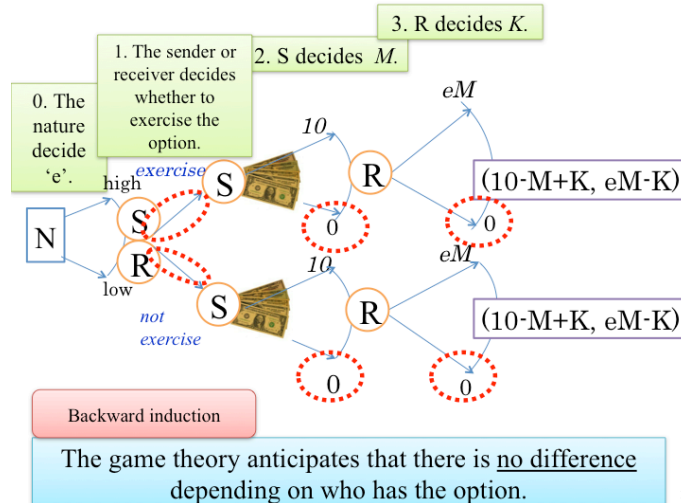 3. R decides K.
1. The sender or
receiver decides
whether to
exercise the
option.
2. S decides M.
0. The
nature
decide
‘e’.
exercise
high
N
S
R
low
not
exercise
S
10
0
R
eM
0
(10-M+K, eM-K)
S
10
0
R
eM
0
(10-M+K, eM-K)
Backward induction
The game theory anticipates that there is no difference
depending on who has the option.